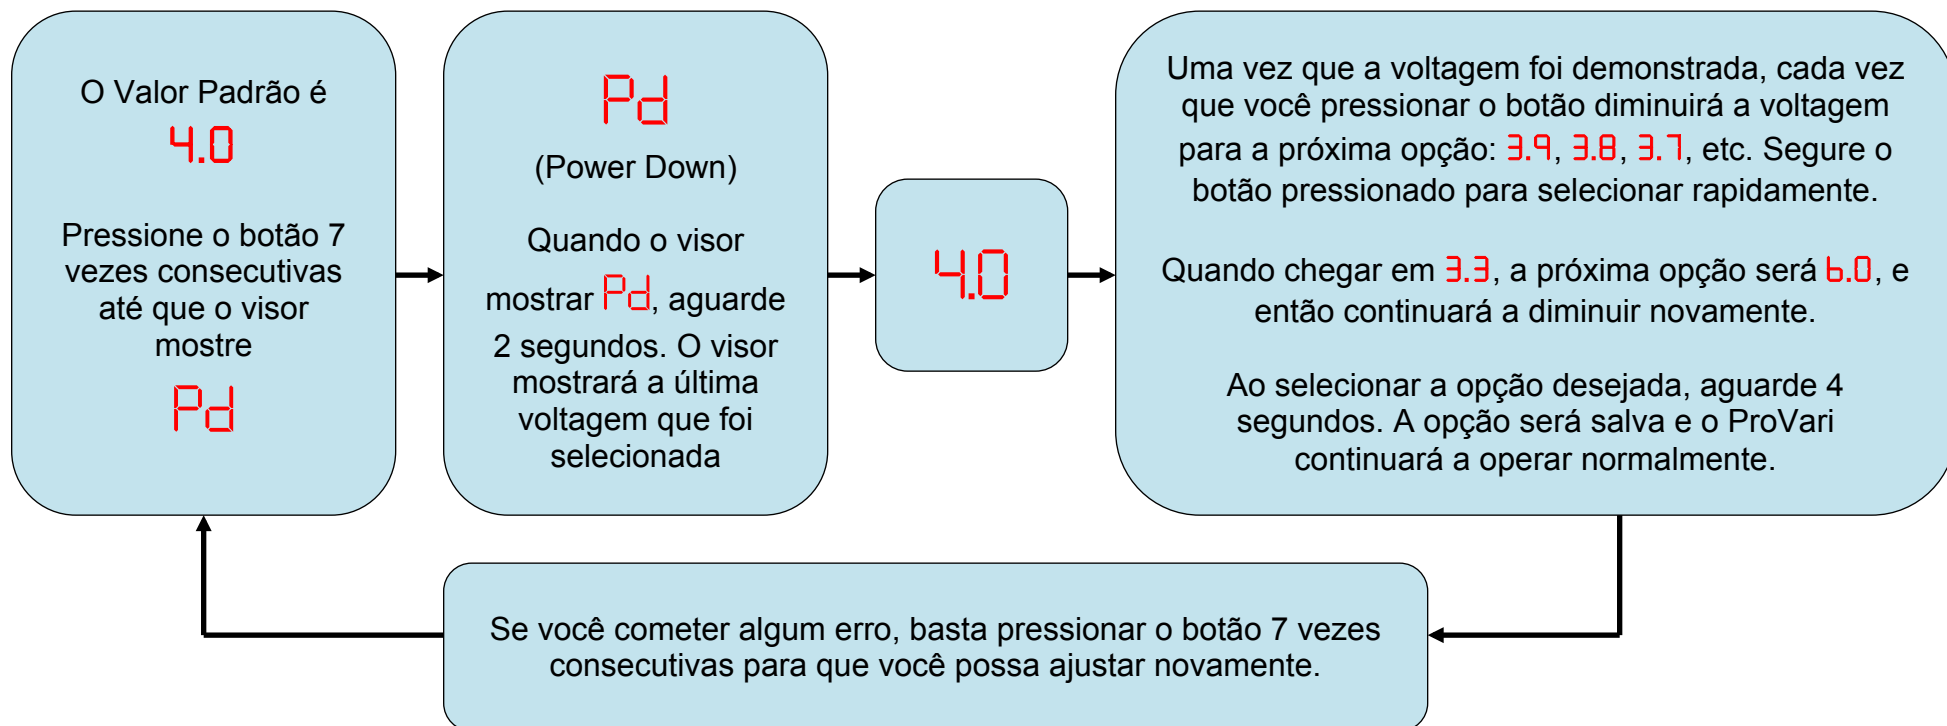 O Valor Padrão é
4.0
Pressione o botão 7
vezes consecutivas
até que o visor
mostre
Pd
Pd
(Power Down)
Quando o visor
mostrar Pd, aguarde
2 segundos. O visor
mostrará a última
voltagem que foi
selecionada
4.0
Uma vez que a voltagem foi demonstrada, cada vez
que você pressionar o botão diminuirá a voltagem
para a próxima opção: 3.9, 3.8, 3.7, etc. Segure o
botão pressionado para selecionar rapidamente.
Quando chegar em 3.3, a próxima opção será 6.0, e
então continuará a diminuir novamente.
Ao selecionar a opção desejada, aguarde 4
segundos. A opção será salva e o ProVari
continuará a operar normalmente.
Se você cometer algum erro, basta pressionar o botão 7 vezes
consecutivas para que você possa ajustar novamente.